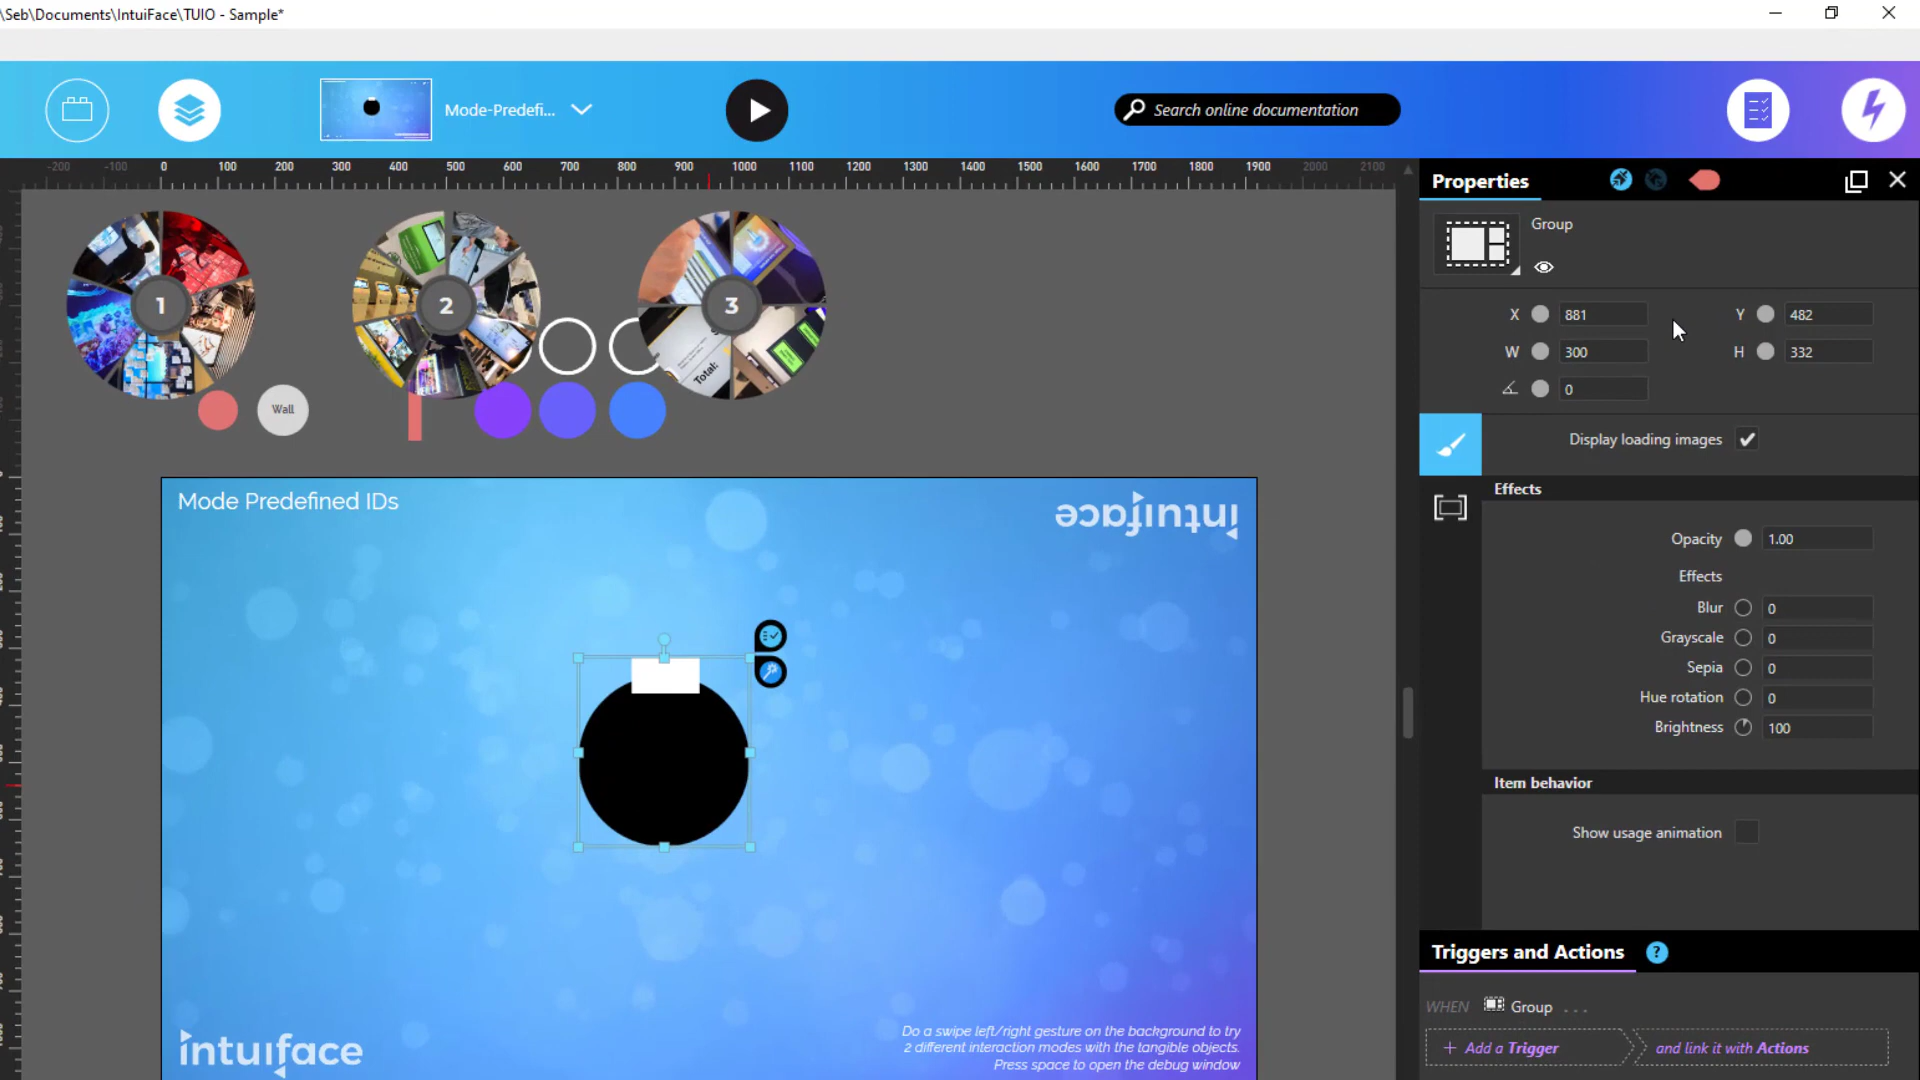 \Seb\Documents\IntuiFace\TUIO - Sample*
Mode-Predefi...
Search online documentation
-200 -100 0 100 200 300 400 500 600 700 800 900 1000 1100 1200 1300 1400 1500 1600 1700 1800 1900 2000 2100
Properties
Group
X 881 Y 482
W 300 H 332
0
1
2
3
Total:
Wall
Display loading images
Effects
Opacity 1.00
Effects
Blur 0
Grayscale 0
Sepia 0
Hue rotation 0
Brightness 100
Item behavior
Show usage animation
Mode Predefined IDs
intuiface
intuiface
Do a swipe left/right gesture on the background to try
2 different interaction modes with the tangible objects.
Press space to open the debug window
Triggers and Actions ?
WHEN Group ...
+ Add a Trigger and link it with Actions